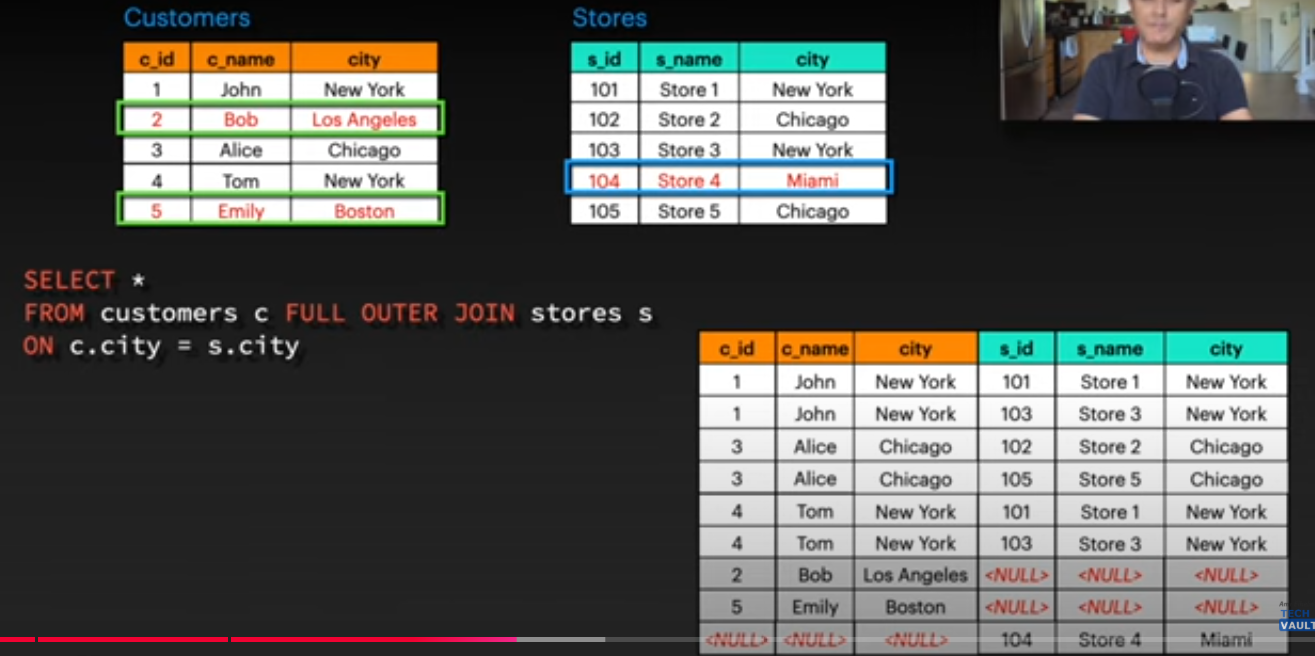 Customers
c_id c_name city
1 John New York
2 Bob Los Angeles
3 Alice Chicago
4 Tom New York
5 Emily Boston
Stores
s_id s_name city
101 Store 1 New York
102 Store 2 Chicago
103 Store 3 New York
104 Store 4 Miami
105 Store 5 Chicago
SELECT *
FROM customers c FULL OUTER JOIN stores s
ON c.city = s.city
c_id c_name city s_id s_name city
1 John New York 101 Store 1 New York
1 John New York 103 Store 3 New York
3 Alice Chicago 102 Store 2 Chicago
3 Alice Chicago 105 Store 5 Chicago
4 Tom New York 101 Store 1 New York
4 Tom New York 103 Store 3 New York
2 Bob Los Angeles <NULL> <NULL> <NULL>
5 Emily Boston <NULL> <NULL> <NULL>
<NULL> <NULL> <NULL> 104 Store 4 Miami
TECH
VAULT